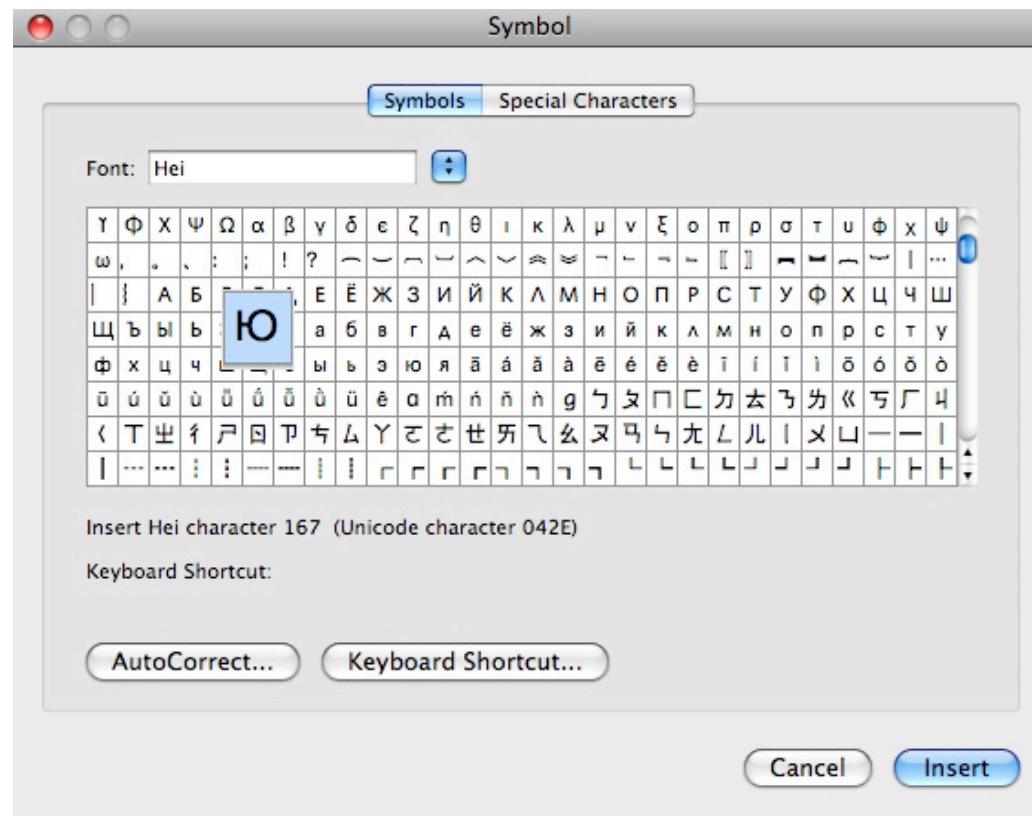 Symbol
Symbols Special Characters
Font: Hei
Υ Φ Χ Ψ Ω α β γ δ ε ζ η θ ι κ λ μ ν ξ ο π ρ σ τ υ φ χ ψ
ω , 。 、 : ; ! ? ︵ ︶ ︹ ︺ ︿ ﹀ ︽ ︾ ﹁ ﹂ ﹃ ﹄ 〖 〗 ︻ ︼ ︷ ︸ ︱ …
А Б Е Ё Ж З И Й К Л М Н О П Р С Т У Ф Х Ц Ч Ш
Щ Ъ Ы Ь Ю а б в г д е ё ж з и й к л м н о п р с т у
ф х ц ч ы ь э ю я ā á ǎ à ē é ě è ī í ǐ ì ō ó ǒ ò
ū ú ǔ ù ǖ ǘ ǚ ǜ ü ê ɑ ḿ ń ň ǹ ɡ ㄅ ㄆ ㄇ ㄈ ㄉ ㄊ ㄋ ㄌ ㄍ ㄎ ㄏ ㄐ
ㄑ ㄒ ㄓ ㄔ ㄕ ㄖ ㄗ ㄘ ㄙ ㄚ ㄛ ㄜ ㄝ ㄞ ㄟ ㄠ ㄡ ㄢ ㄣ ㄤ ㄥ ㄦ ㄧ ㄨ ㄩ ─ ━ │
┃ ┄ ┅ ┆ ┇ ┈ ┉ ┊ ┋ ┌ ┍ ┎ ┏ ┐ ┑ ┒ ┓ └ ┕ ┖ ┗ ┘ ┙ ┚ ┛ ├ ┝ ┞
Insert Hei character 167 (Unicode character 042E)
Keyboard Shortcut:
AutoCorrect... Keyboard Shortcut...
Cancel Insert